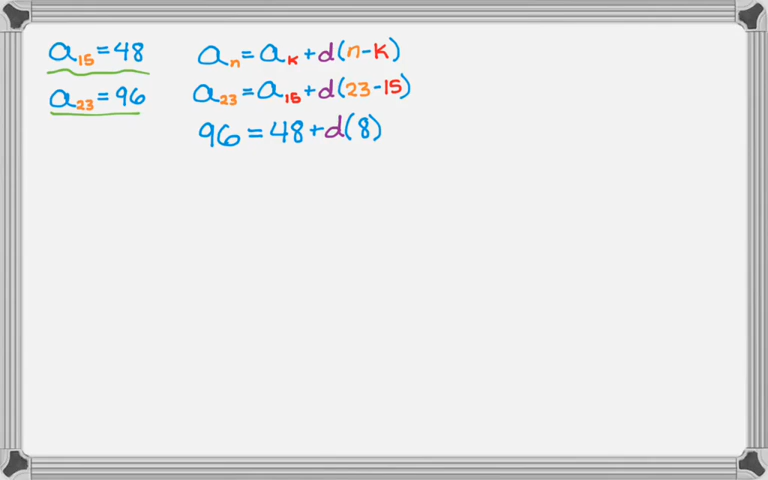 a₁₅ = 48
a₂₃ = 96
aₙ = aₖ + d(n - k)
a₂₃ = a₁₅ + d(23 - 15)
96 = 48 + d(8)